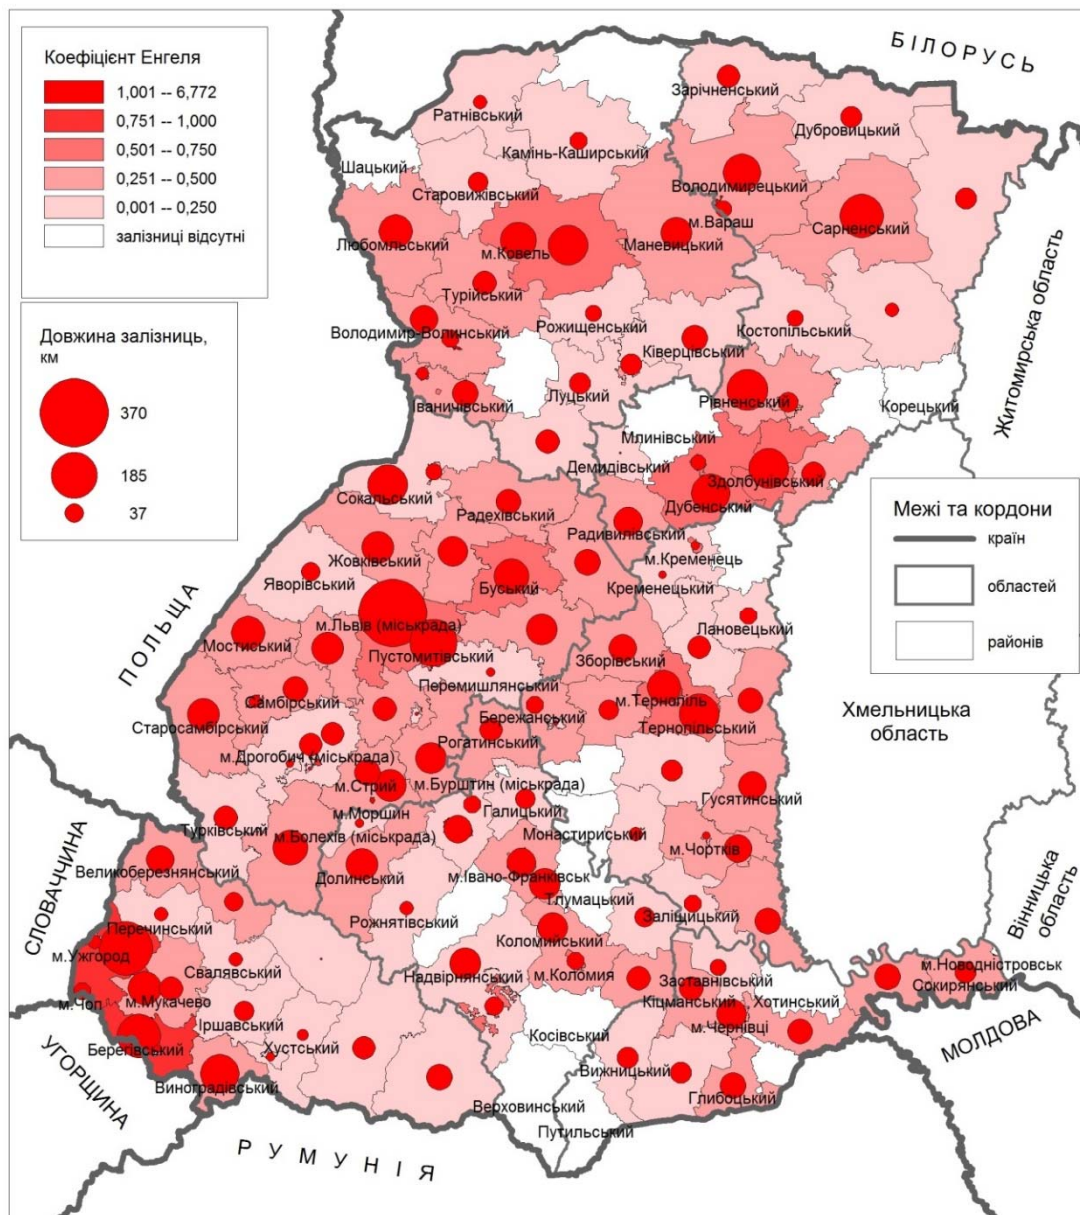 Коефіцієнт Енгеля
1,001 -- 6,772
0,751 -- 1,000
0,501 -- 0,750
0,251 -- 0,500
0,001 -- 0,250
залізниці відсутні
Довжина залізниць,
км
370
185
37
БІЛОРУСЬ
Зарічненський
Ратнівський
Дубровицький
Камінь-Каширський
Шацький
Володимирецький
Старовижівський
м.Вараш
Сарненський
Любомльський
м.Ковель
Маневицький
Турійський
Рожищенський
Костопільський
Володимир-Волинський
Ківерцівський
Житомирська область
Луцький
Рівненський
Корецький
Іваничівський
Млинівський
Демидівський
Здолбунівський
Сокальський
Дубенський
Радехівський
Радивилівський
Межі та кордони
країн
областей
районів
Жовківський
м.Кременець
Яворівський
Буський
Кременецький
ПОЛЬЩА
м.Львів (міськрада)
Лановецький
Мостиський
Пустомитівський
Зборівський
Перемишлянський
м.Тернопіль
Самбірський
Хмельницька
область
Старосамбірський
Бережанський
Тернопільський
Рогатинський
м.Дрогобич (міськрада)
м.Стрий
м.Бурштин (міськрада)
Гусятинський
м.Моршин
Галицький
Турківський
м.Болехів (міськрада)
Монастириський
м.Чортків
СЛОВАЧЧИНА
Великоберезнянський
Долинський
м.Івано-Франківськ
Тлумацький
Рожнятівський
Заліщицький
Перечинський
Коломийський
Вінницька
область
м.Ужгород
Свалявський
Надвірнянський
м.Коломия
Заставнівський
м.Новодністровськ
Сокирянський
м.Чоп
м.Мукачево
Кіцманський
Хотинський
Іршавський
м.Чернівці
УГОРЩИНА
Берегівський
Хустський
Косівський
МОЛДОВА
Виноградівський
Вижницький
Глибоцький
Верховинський
Путильський
РУМУНІЯ